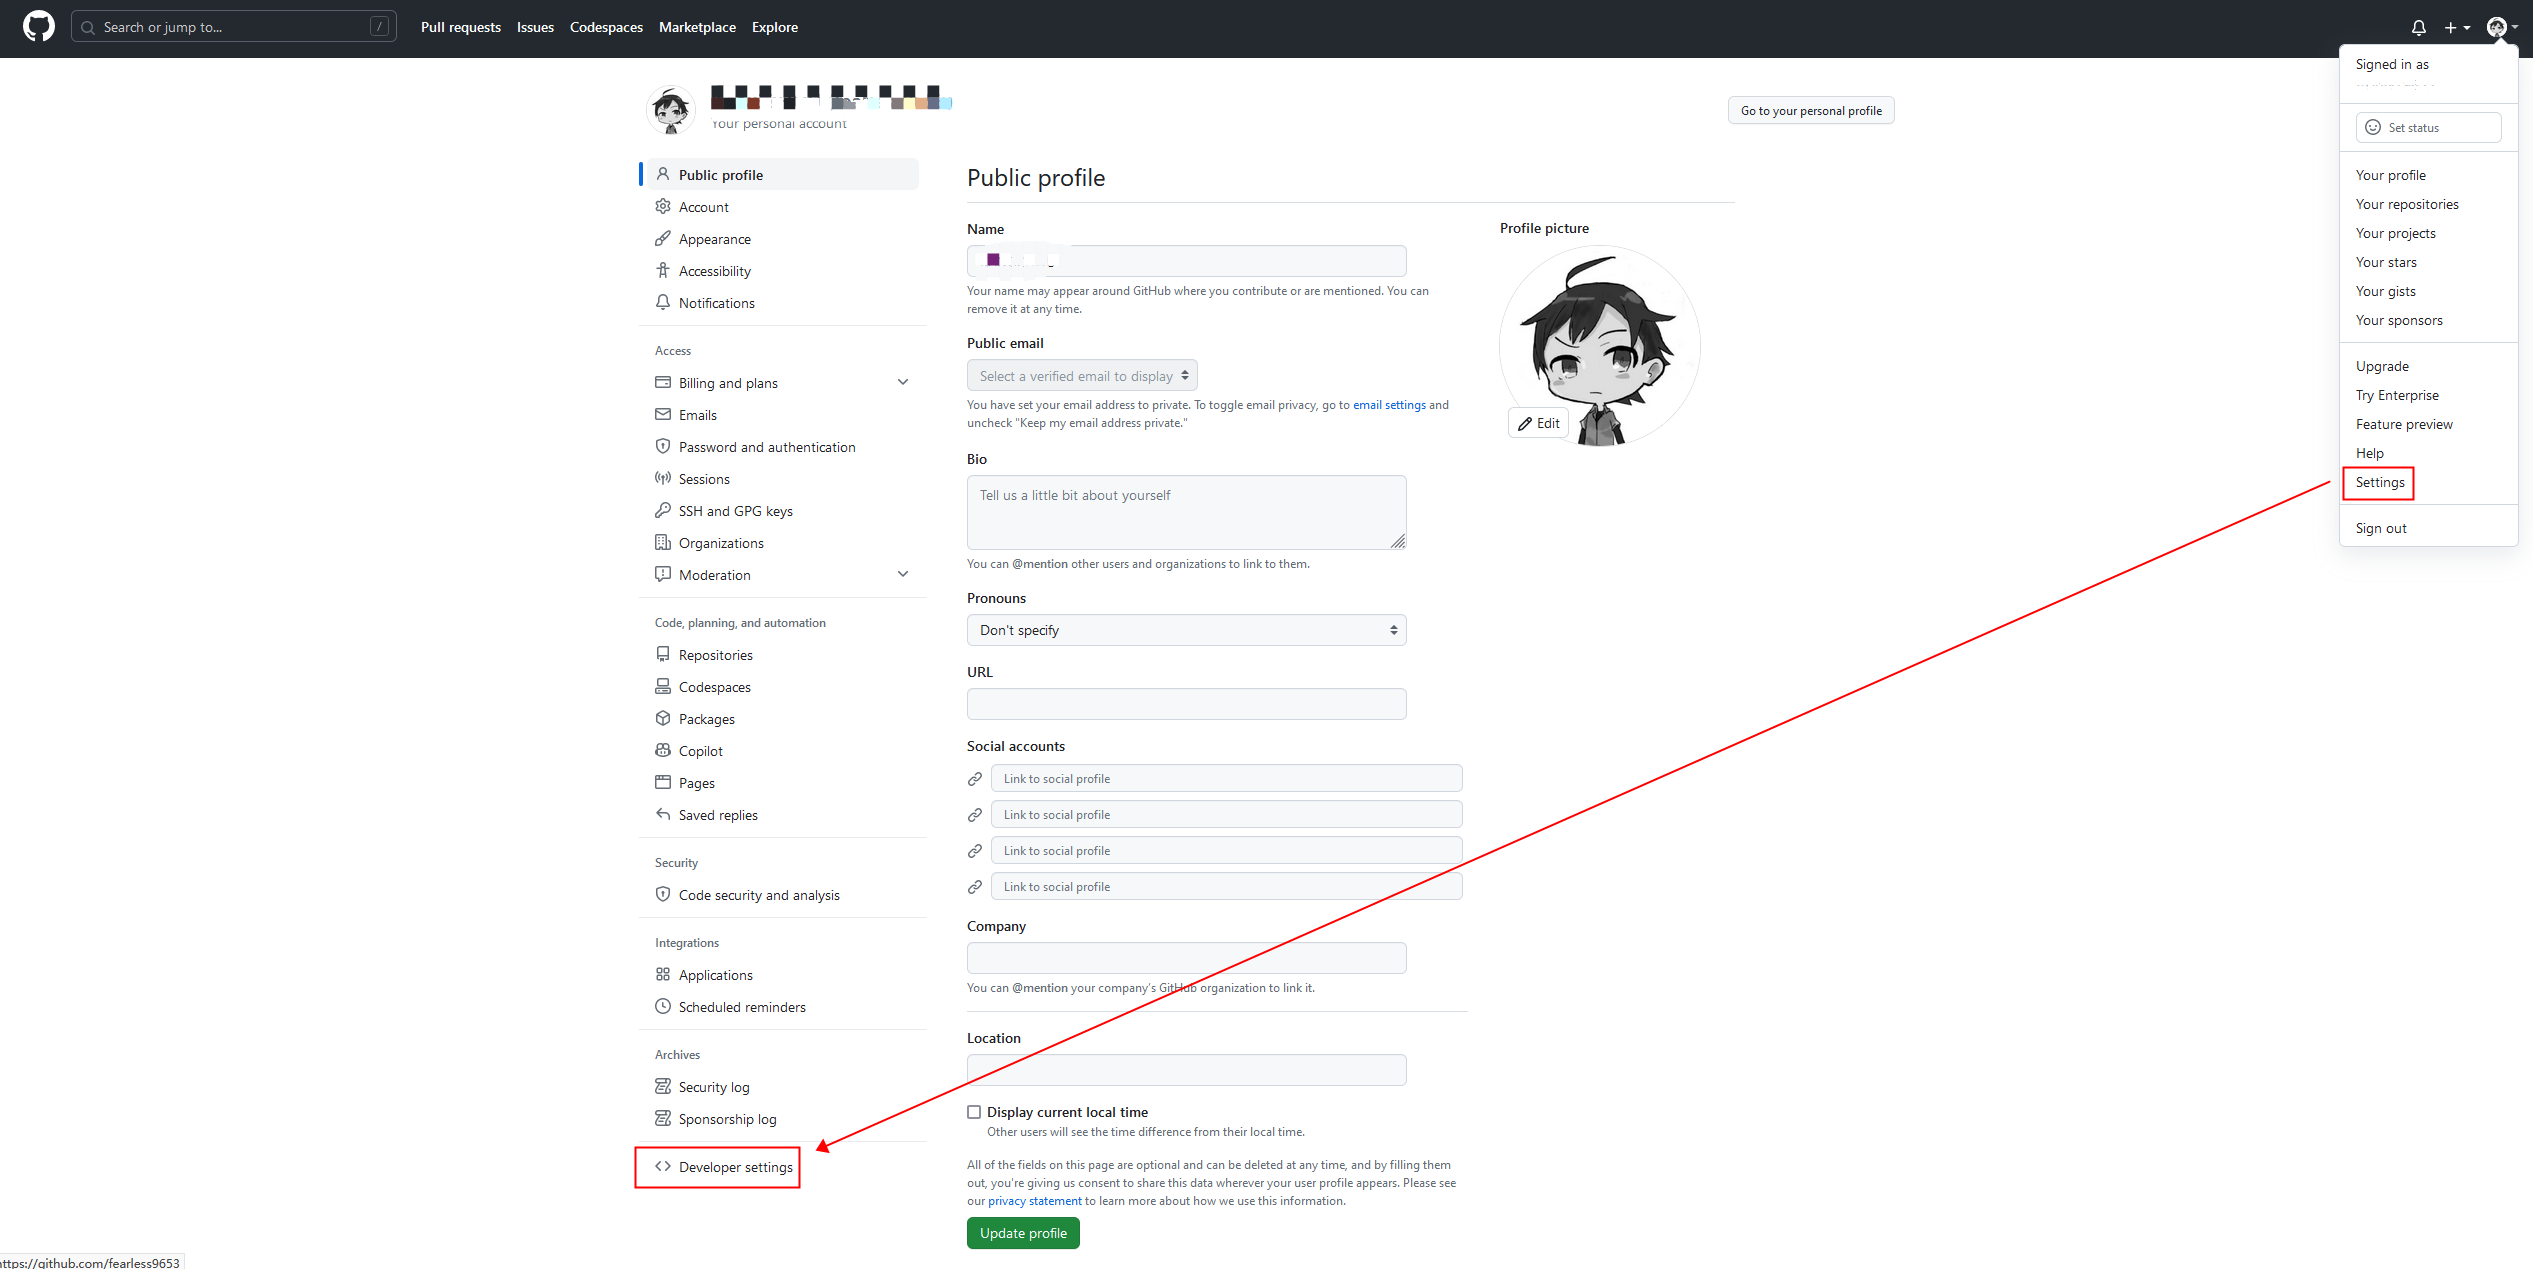 Search or jump to...
/
Pull requests
Issues
Codespaces
Marketplace
Explore
Signed in as
Set status
Your profile
Your repositories
Your projects
Your stars
Your gists
Your sponsors
Upgrade
Try Enterprise
Feature preview
Help
Settings
Sign out
Your personal account
Go to your personal profile
Public profile
Account
Appearance
Accessibility
Notifications
Access
Billing and plans
Emails
Password and authentication
Sessions
SSH and GPG keys
Organizations
Moderation
Code, planning, and automation
Repositories
Codespaces
Packages
Copilot
Pages
Saved replies
Security
Code security and analysis
Integrations
Applications
Scheduled reminders
Archives
Security log
Sponsorship log
Developer settings
Public profile
Name
Your name may appear around GitHub where you contribute or are mentioned. You can
remove it at any time.
Public email
Select a verified email to display
You have set your email address to private. To toggle email privacy, go to email settings and
uncheck "Keep my email address private."
Bio
Tell us a little bit about yourself
You can @mention other users and organizations to link to them.
Pronouns
Don't specify
URL
Social accounts
Link to social profile
Link to social profile
Link to social profile
Link to social profile
Company
You can @mention your company's GitHub organization to link it.
Location
Display current local time
Other users will see the time difference from their local time.
All of the fields on this page are optional and can be deleted at any time, and by filling them
out, you're giving us consent to share this data wherever your user profile appears. Please see
our privacy statement to learn more about how we use this information.
Update profile
Profile picture
Edit
https://github.com/fearless9653